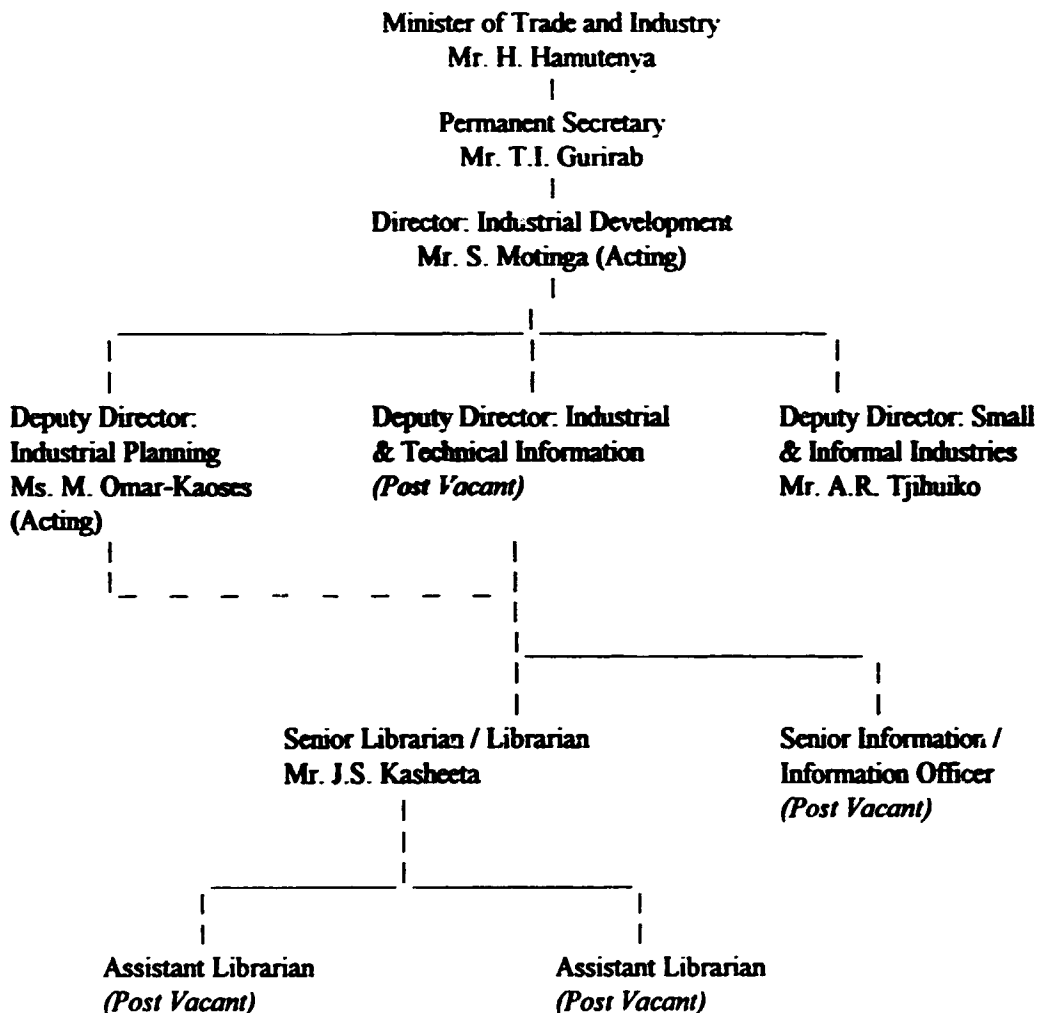 Minister of Trade and Industry
Mr. H. Hamutenya
Permanent Secretary
Mr. T.I. Gurirab
Director: Industrial Development
Mr. S. Motinga (Acting)
Deputy Director:
Industrial Planning
Ms. M. Omar-Kaoses
(Acting)
Deputy Director: Industrial
& Technical Information
(Post Vacant)
Deputy Director: Small
& Informal Industries
Mr. A.R. Tjihuiko
Senior Librarian / Librarian
Mr. J.S. Kasheeta
Senior Information /
Information Officer
(Post Vacant)
Assistant Librarian
(Post Vacant)
Assistant Librarian
(Post Vacant)